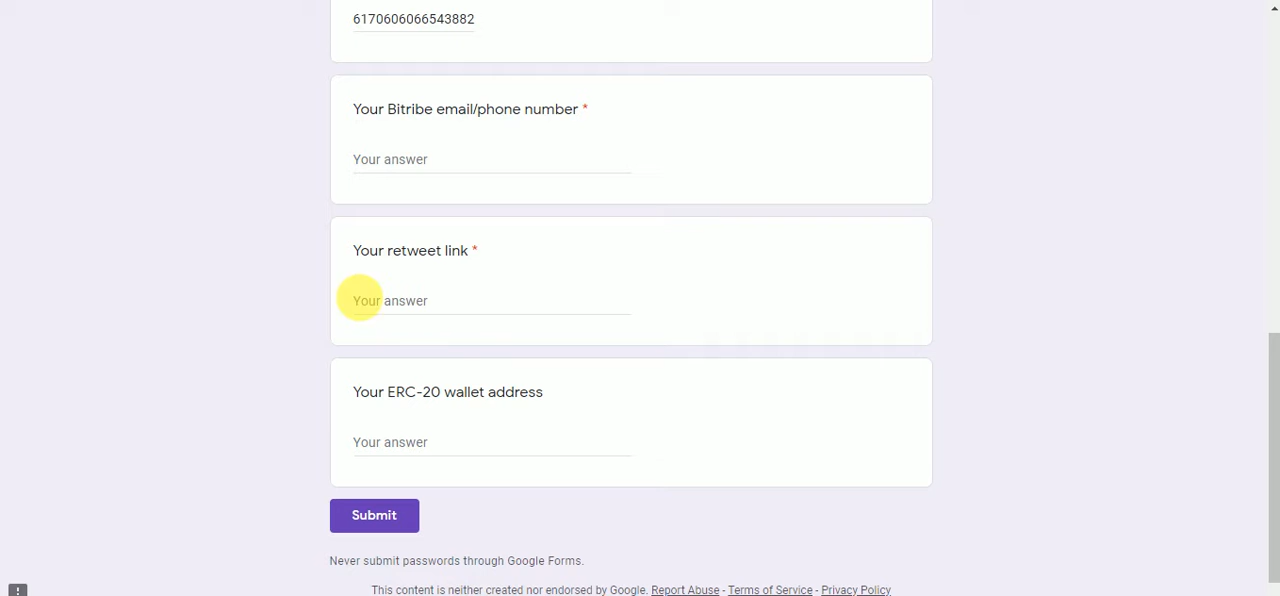 6170606066543882
Your Bitribe email/phone number *
Your answer
Your retweet link *
Your answer
Your ERC-20 wallet address
Your answer
Submit
Never submit passwords through Google Forms.
This content is neither created nor endorsed by Google. Report Abuse - Terms of Service - Privacy Policy